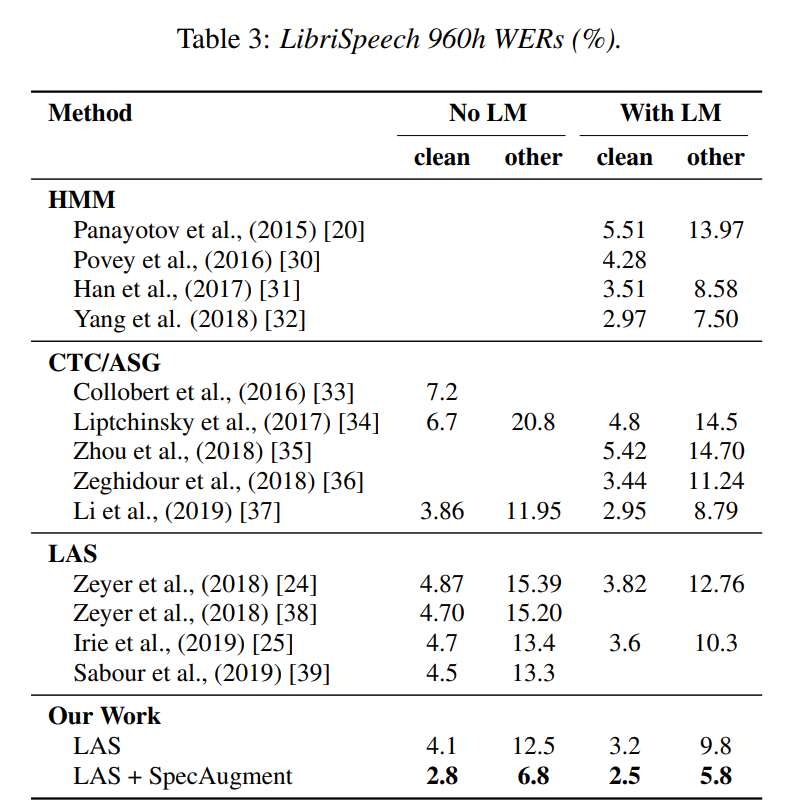 Table 3: LibriSpeech 960h WERs (%).
Method No LM With LM
clean other clean other
HMM
Panayotov et al., (2015) [20] 5.51 13.97
Povey et al., (2016) [30] 4.28
Han et al., (2017) [31] 3.51 8.58
Yang et al. (2018) [32] 2.97 7.50
CTC/ASG
Collobert et al., (2016) [33] 7.2
Liptchinsky et al., (2017) [34] 6.7 20.8 4.8 14.5
Zhou et al., (2018) [35] 5.42 14.70
Zeghidour et al., (2018) [36] 3.44 11.24
Li et al., (2019) [37] 3.86 11.95 2.95 8.79
LAS
Zeyer et al., (2018) [24] 4.87 15.39 3.82 12.76
Zeyer et al., (2018) [38] 4.70 15.20
Irie et al., (2019) [25] 4.7 13.4 3.6 10.3
Sabour et al., (2019) [39] 4.5 13.3
Our Work
LAS 4.1 12.5 3.2 9.8
LAS + SpecAugment 2.8 6.8 2.5 5.8